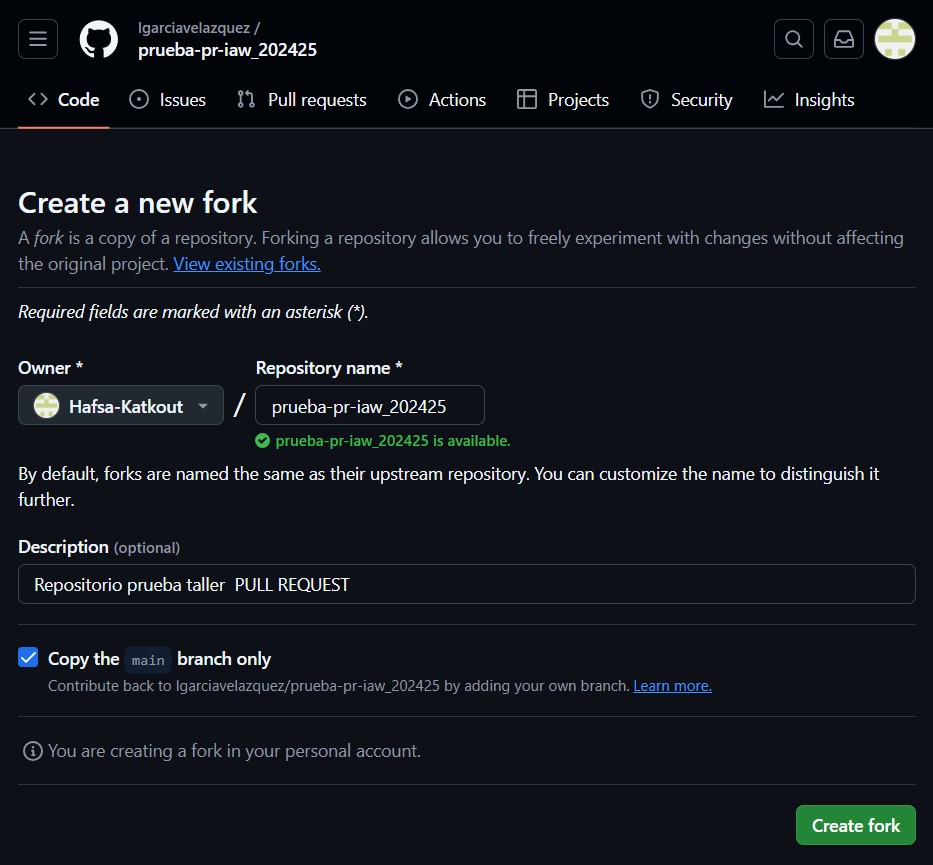 lgarciavelazquez /
prueba-pr-iaw_202425
Code Issues Pull requests Actions Projects Security Insights
Create a new fork
A fork is a copy of a repository. Forking a repository allows you to freely experiment with changes without affecting
the original project. View existing forks.
Required fields are marked with an asterisk (*).
Owner * Repository name *
Hafsa-Katkout / prueba-pr-iaw_202425
prueba-pr-iaw_202425 is available.
By default, forks are named the same as their upstream repository. You can customize the name to distinguish it
further.
Description (optional)
Repositorio prueba taller  PULL REQUEST
Copy the main branch only
Contribute back to lgarciavelazquez/prueba-pr-iaw_202425 by adding your own branch. Learn more.
You are creating a fork in your personal account.
Create fork